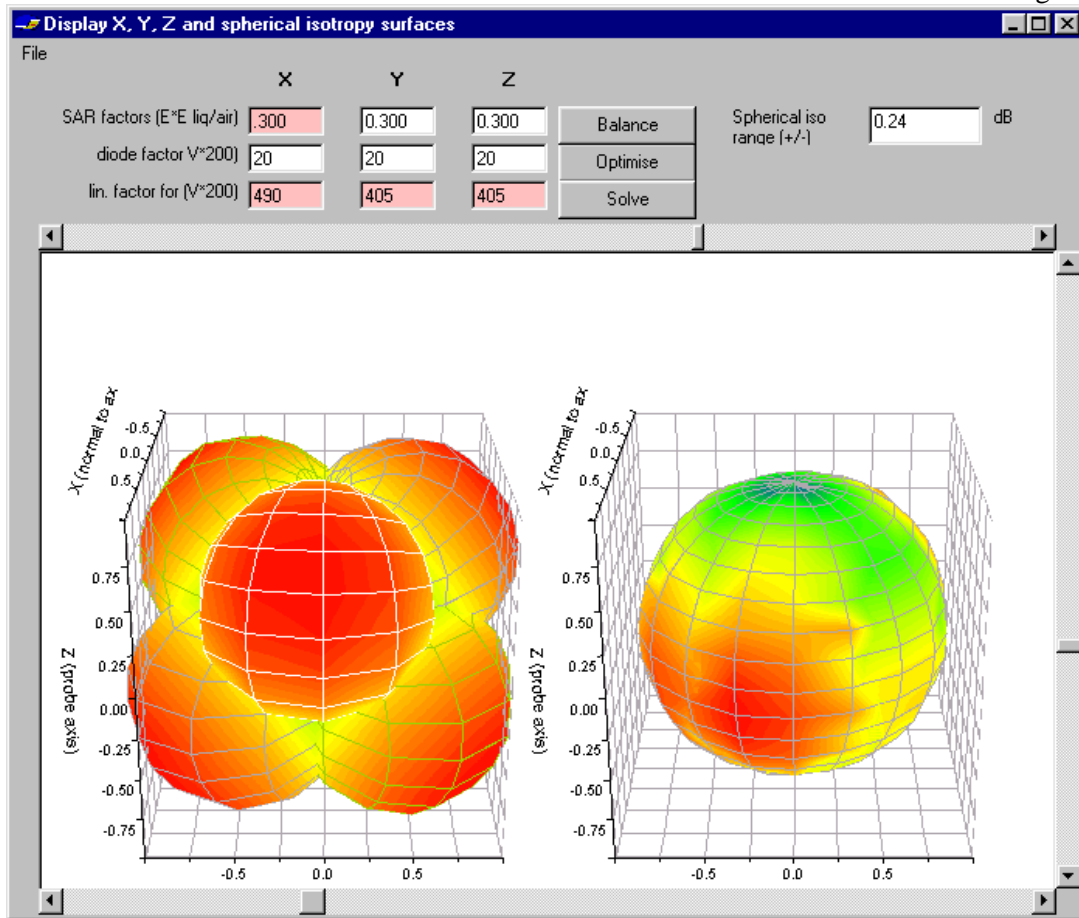 Display X, Y, Z and spherical isotropy surfaces
File
X Y Z
SAR factors (E*E liq/air) .300 0.300 0.300 Balance Spherical iso range (+/-) 0.24 dB
diode factor V*200) 20 20 20 Optimise
lin. factor for (V*200) 490 405 405 Solve
X (normal to ax
-0.5
0.0
0.5
0.75
0.50
0.25
0.00
-0.25
-0.50
-0.75
Z (probe axis)
-0.5 0.0 0.5
X (normal to ax
-0.5
0.0
0.5
0.75
0.50
0.25
0.00
-0.25
-0.50
-0.75
Z (probe axis)
-0.5 0.0 0.5